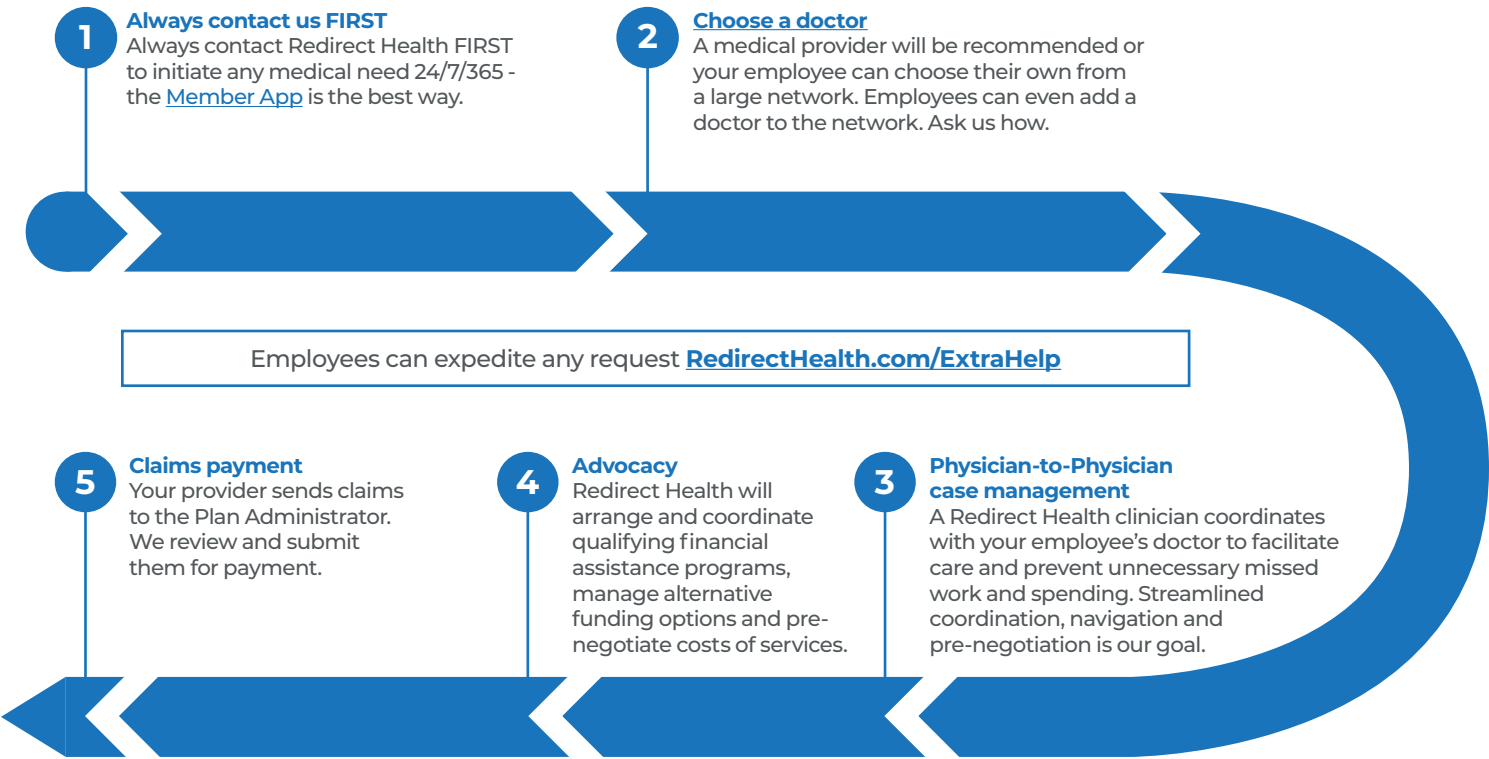 1
Always contact us FIRST
Always contact Redirect Health FIRST
to initiate any medical need 24/7/365 -
the Member App is the best way.
2
Choose a doctor
A medical provider will be recommended or
your employee can choose their own from
a large network. Employees can even add a
doctor to the network. Ask us how.
Employees can expedite any request RedirectHealth.com/ExtraHelp
3
Physician-to-Physician
case management
A Redirect Health clinician coordinates
with your employee's doctor to facilitate
care and prevent unnecessary missed
work and spending. Streamlined
coordination, navigation and
pre-negotiation is our goal.
4
Advocacy
Redirect Health will
arrange and coordinate
qualifying financial
assistance programs,
manage alternative
funding options and pre-
negotiate costs of services.
5
Claims payment
Your provider sends claims
to the Plan Administrator.
We review and submit
them for payment.